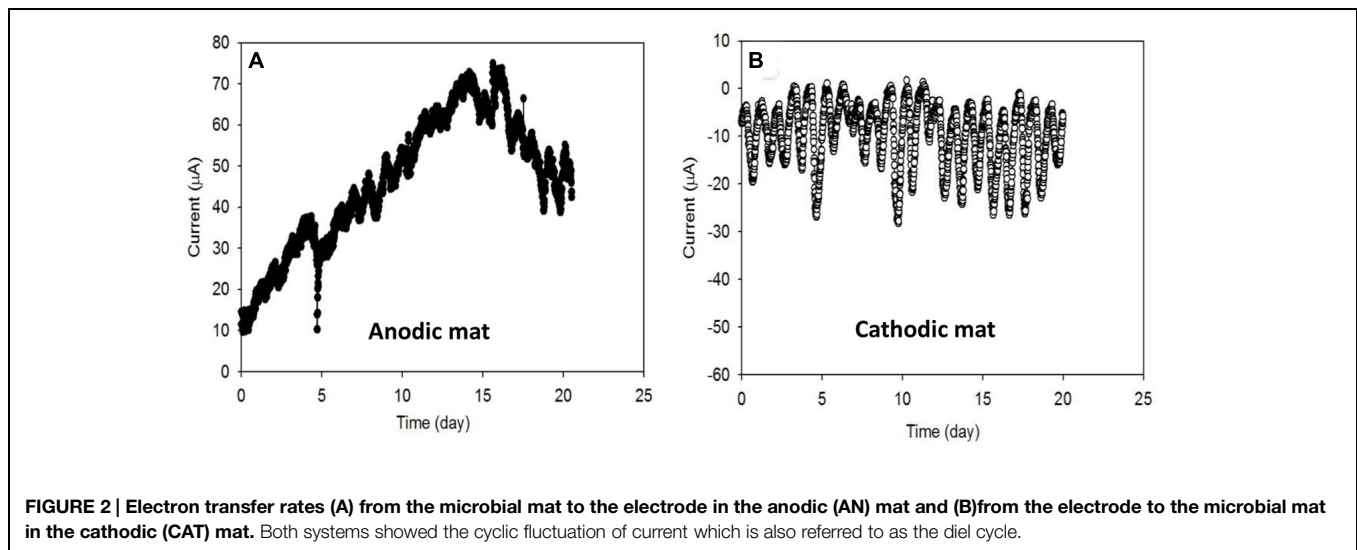 A
80
70
60
50
40
30
20
10
0
Current (μA)
Anodic mat
0 5 10 15 20 25
Time (day)
B
10
0
-10
-20
-30
-40
-50
-60
Current (μA)
Cathodic mat
0 5 10 15 20 25
Time (day)
FIGURE 2 | Electron transfer rates (A) from the microbial mat to the electrode in the anodic (AN) mat and (B)from the electrode to the microbial mat
in the cathodic (CAT) mat. Both systems showed the cyclic fluctuation of current which is also referred to as the diel cycle.